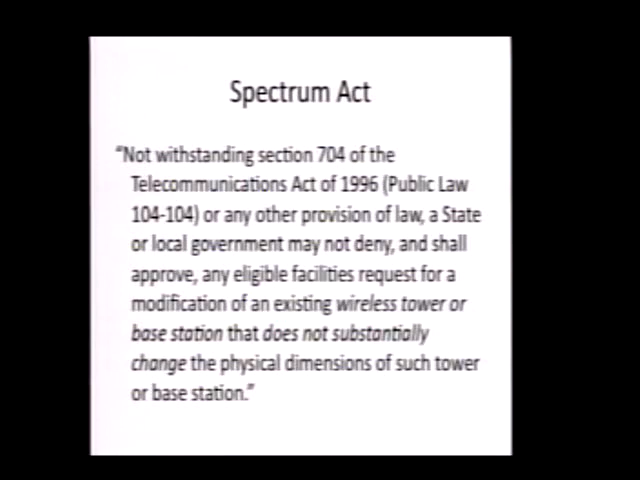 Spectrum Act
“Not withstanding section 704 of the
Telecommunications Act of 1996 (Public Law
104-104) or any other provision of law, a State
or local government may not deny, and shall
approve, any eligible facilities request for a
modification of an existing wireless tower or
base station that does not substantially
change the physical dimensions of such tower
or base station.”